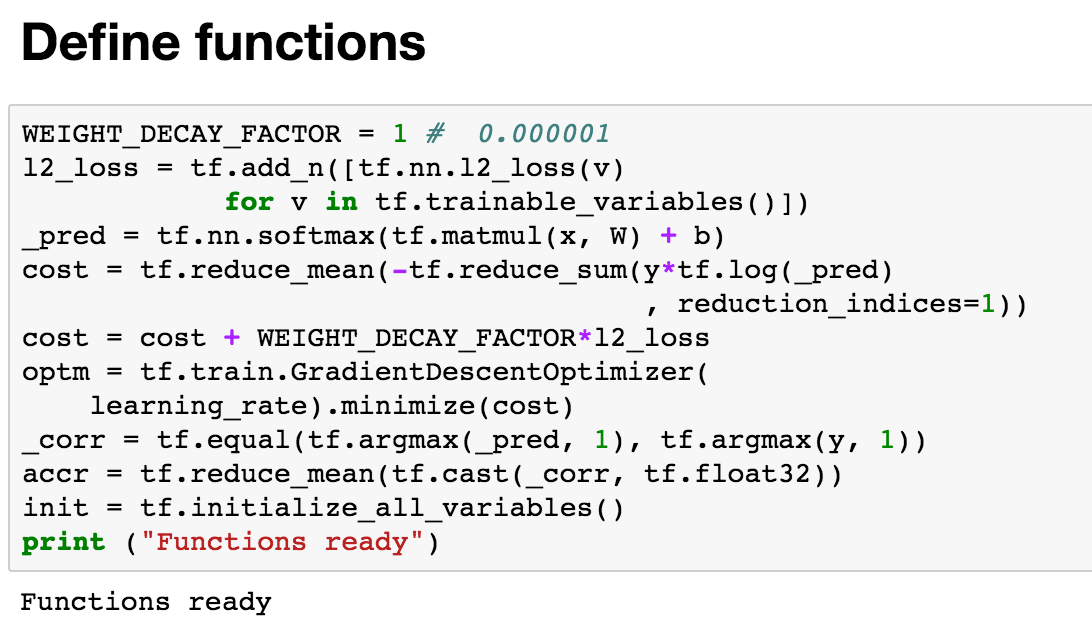 Define functions
WEIGHT_DECAY_FACTOR = 1 #  0.000001
l2_loss = tf.add_n([tf.nn.l2_loss(v)
            for v in tf.trainable_variables()])
_pred = tf.nn.softmax(tf.matmul(x, W) + b)
cost = tf.reduce_mean(-tf.reduce_sum(y*tf.log(_pred)
                                     , reduction_indices=1))
cost = cost + WEIGHT_DECAY_FACTOR*l2_loss
optm = tf.train.GradientDescentOptimizer(
    learning_rate).minimize(cost)
_corr = tf.equal(tf.argmax(_pred, 1), tf.argmax(y, 1))
accr = tf.reduce_mean(tf.cast(_corr, tf.float32))
init = tf.initialize_all_variables()
print ("Functions ready")
Functions ready